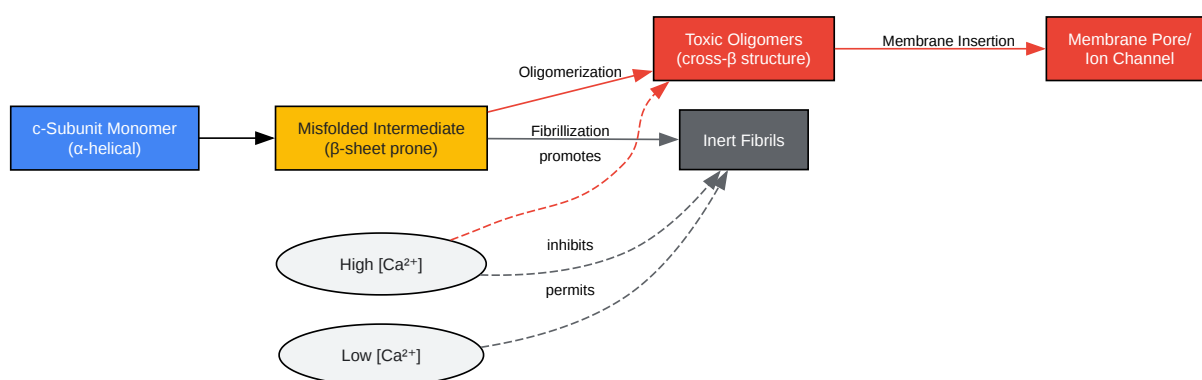 Toxic Oligomers
(cross-β structure)
Membrane Insertion
Membrane Pore/
Ion Channel
Oligomerization
c-Subunit Monomer
(α-helical)
Misfolded Intermediate
(β-sheet prone)
Fibrillization
promotes
Inert Fibrils
High [Ca²⁺]
inhibits
permits
Low [Ca²⁺]